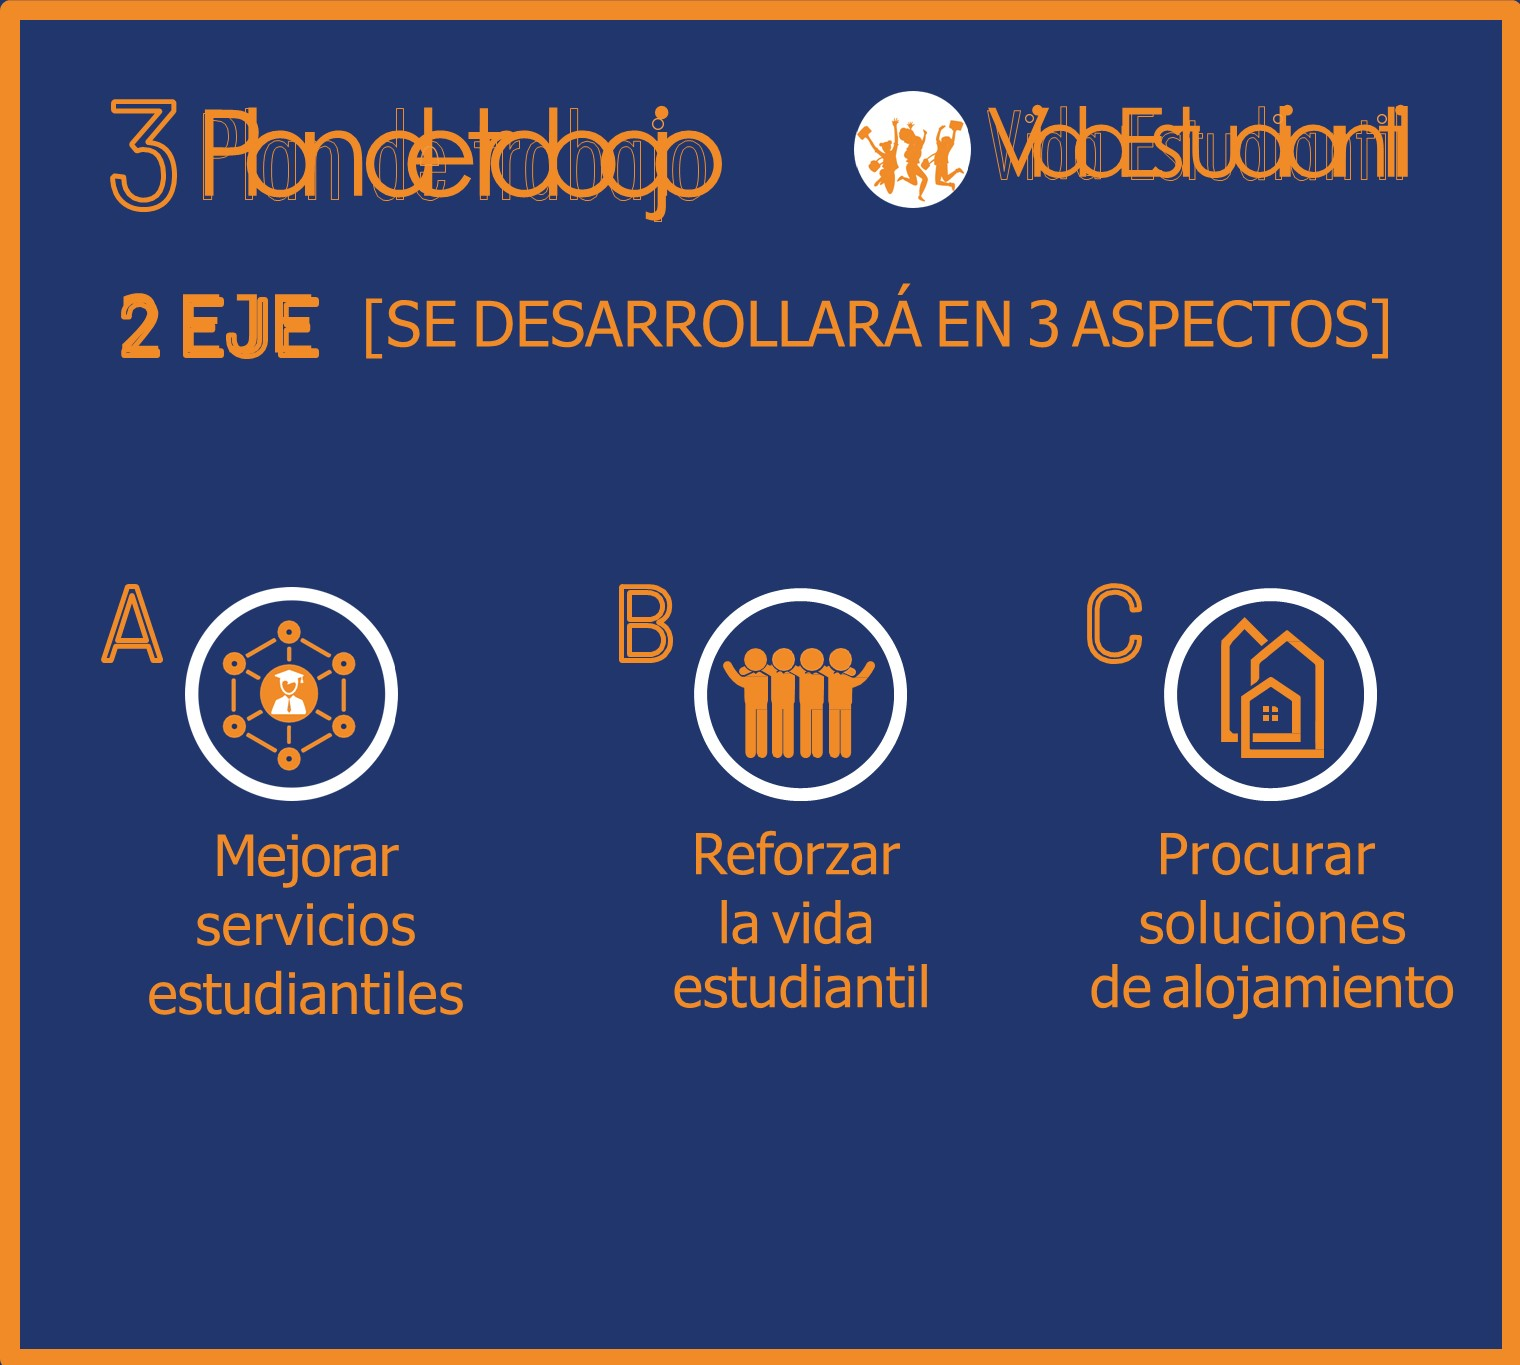 3 Plan de trabajo
Vida Estudiantil
2 EJE [SE DESARROLLARÁ EN 3 ASPECTOS]
A
Mejorar
servicios
estudiantiles
B
Reforzar
la vida
estudiantil
C
Procurar
soluciones
de alojamiento